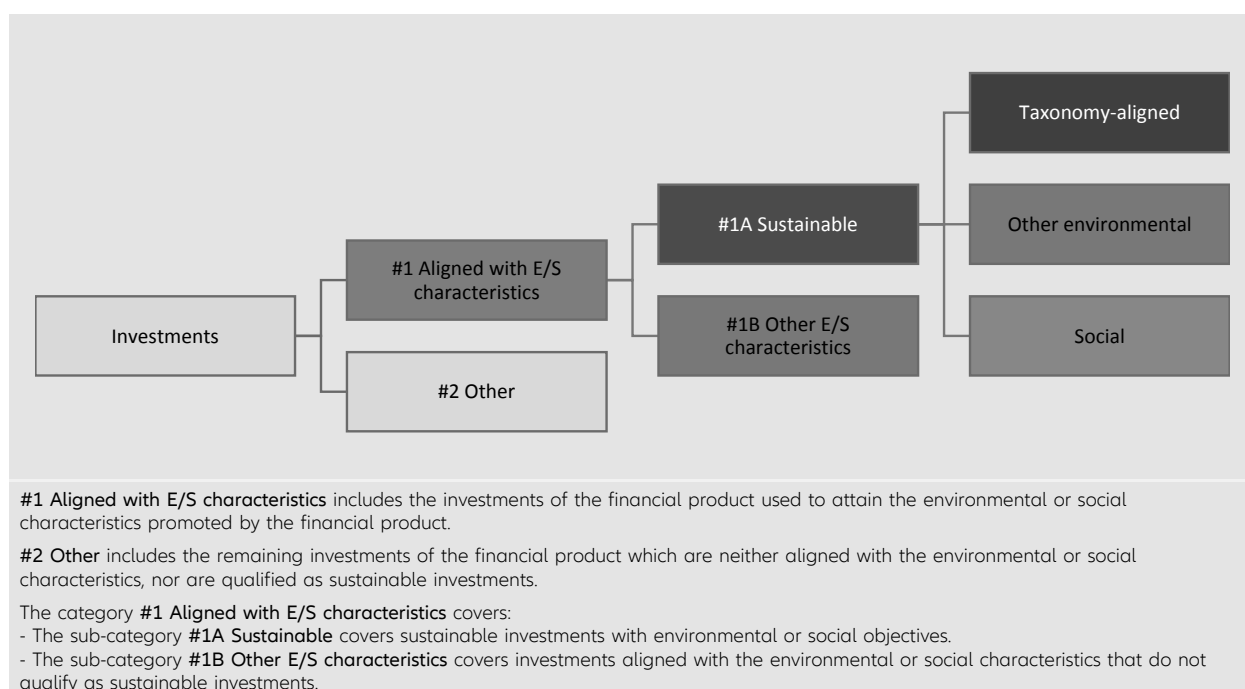 Taxonomy-aligned
#1A Sustainable
Other environmental
#1 Aligned with E/S
characteristics
Investments
#1B Other E/S
characteristics
Social
#2 Other
#1 Aligned with E/S characteristics includes the investments of the financial product used to attain the environmental or social
characteristics promoted by the financial product.
#2 Other includes the remaining investments of the financial product which are neither aligned with the environmental or social
characteristics, nor are qualified as sustainable investments.
The category #1 Aligned with E/S characteristics covers:
- The sub-category #1A Sustainable covers sustainable investments with environmental or social objectives.
- The sub-category #1B Other E/S characteristics covers investments aligned with the environmental or social characteristics that do not
qualify as sustainable investments.